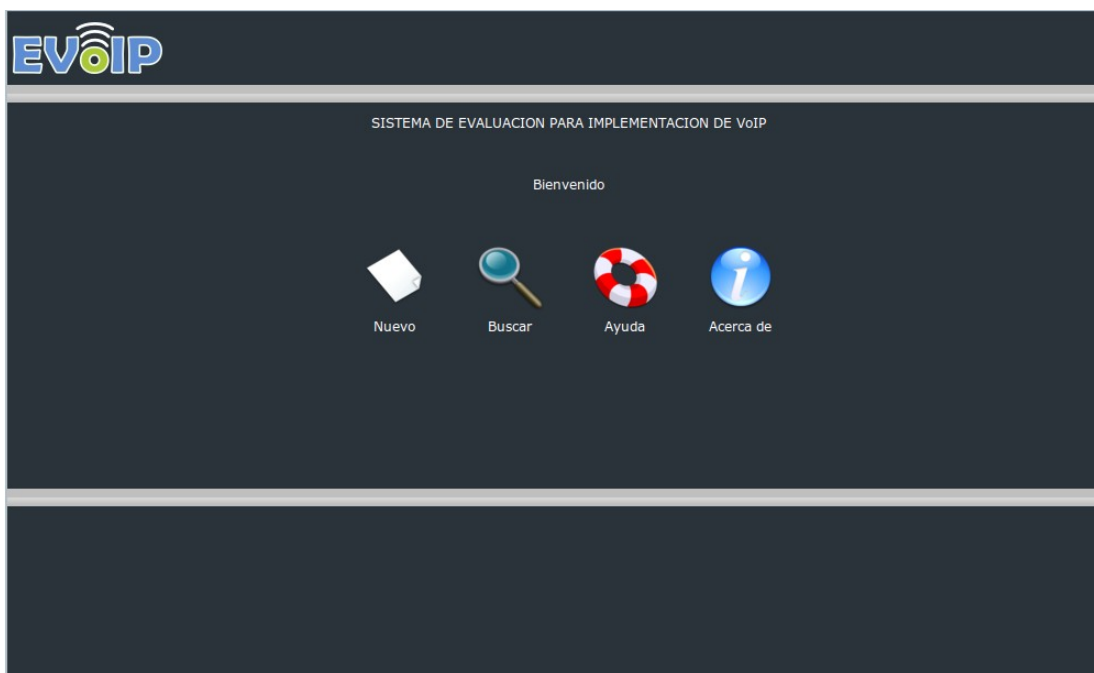 EVoIP
SISTEMA DE EVALUACION PARA IMPLEMENTACION DE VoIP
Bienvenido
Nuevo Buscar Ayuda Acerca de